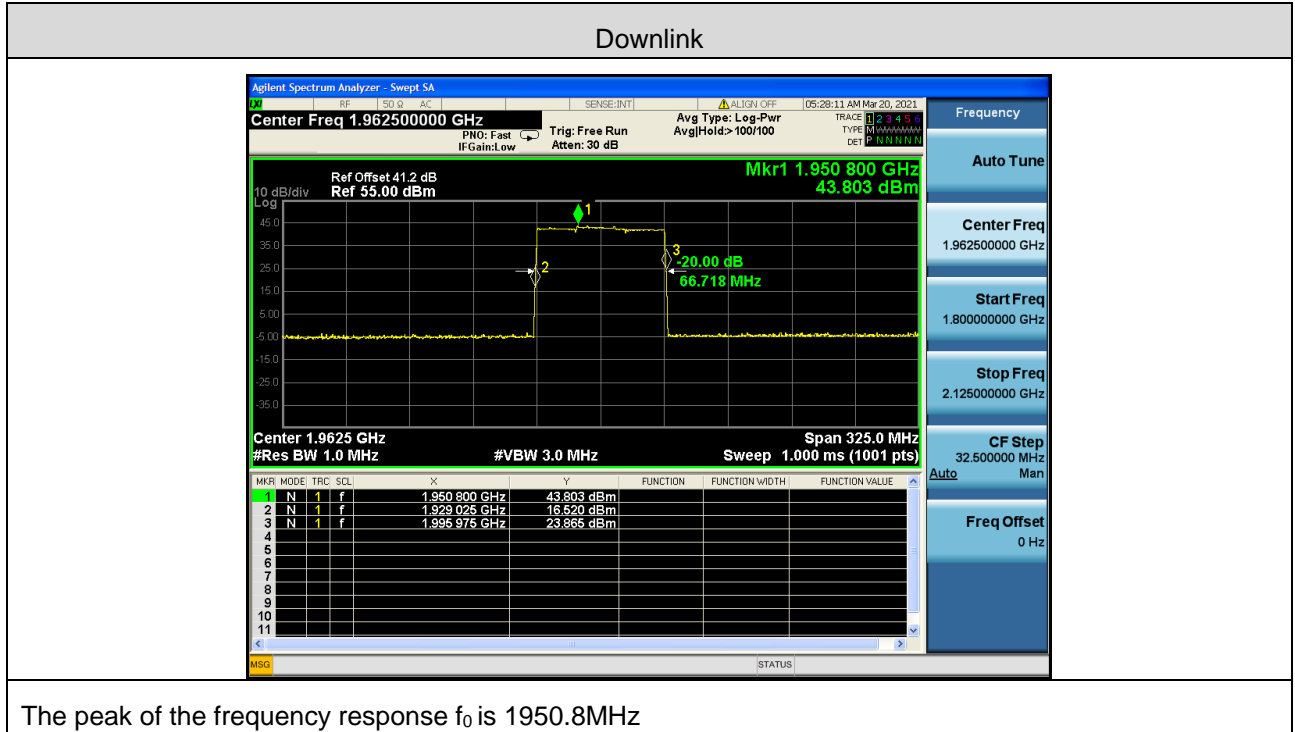 Downlink
Agilent Spectrum Analyzer - Swept SA
LXI RF 50 Ω AC SENSE:INT ALIGN OFF 05:28:11 AM Mar 20, 2021
Center Freq 1.962500000 GHz
PNO: Fast
IFGain:Low
Trig: Free Run
Atten: 30 dB
Avg Type: Log-Pwr
Avg|Hold:>100/100
TRACE 1 2 3 4 5 6
TYPE M
DET P N N N N N
Ref Offset 41.2 dB
10 dB/div Ref 55.00 dBm
Log
Mkr1 1.950 800 GHz
43.803 dBm
45.0
35.0
25.0
15.0
5.00
-5.00
-15.0
-25.0
-35.0
1
2
3
-20.00 dB
66.718 MHz
Center 1.9625 GHz Span 325.0 MHz
#Res BW 1.0 MHz #VBW 3.0 MHz Sweep 1.000 ms (1001 pts)
MKR MODE TRC SCL X Y FUNCTION FUNCTION WIDTH FUNCTION VALUE
1 N 1 f 1.950 800 GHz 43.803 dBm
2 N 1 f 1.929 025 GHz 16.520 dBm
3 N 1 f 1.995 975 GHz 23.865 dBm
4
5
6
7
8
9
10
11
MSG STATUS
Frequency
Auto Tune
Center Freq
1.962500000 GHz
Start Freq
1.800000000 GHz
Stop Freq
2.125000000 GHz
CF Step
32.500000 MHz
Auto Man
Freq Offset
0 Hz
The peak of the frequency response f₀ is 1950.8MHz